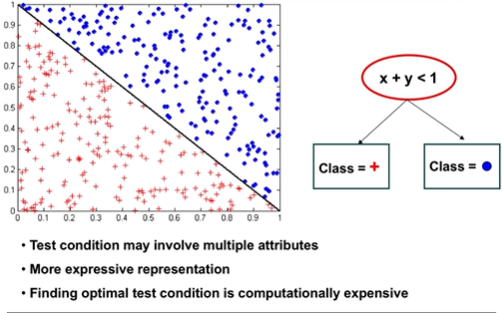 1
0.9
0.8
0.7
0.6
0.5
0.4
0.3
0.2
0.1
0
0 0.1 0.2 0.3 0.4 0.5 0.6 0.7 0.8 0.9 1
x + y < 1
Class = +
Class =
• Test condition may involve multiple attributes
• More expressive representation
• Finding optimal test condition is computationally expensive